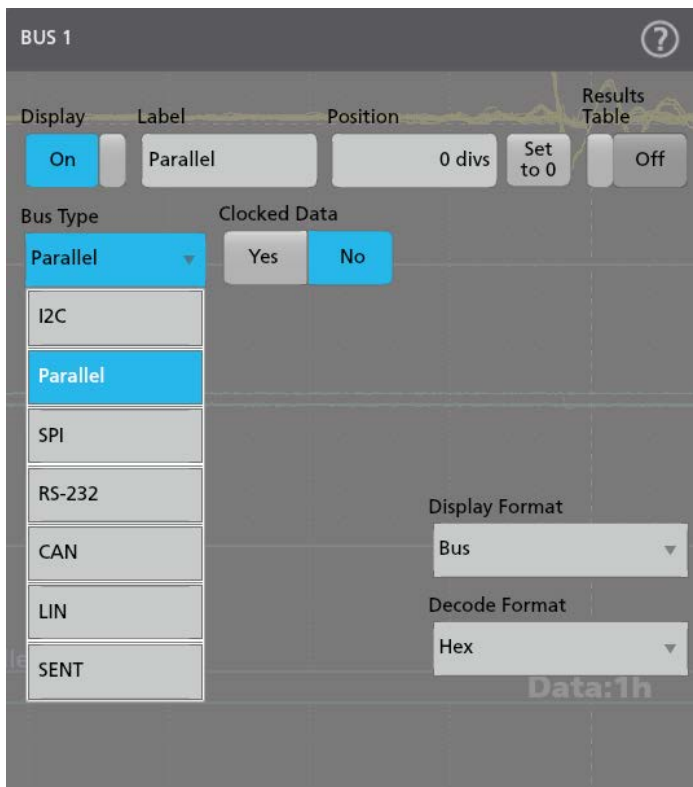 BUS 1
?
Display
Label
Position
Results
Table
On
Parallel
0 divs
Set
to 0
Off
Bus Type
Clocked Data
Parallel
Yes
No
I2C
Parallel
SPI
RS-232
CAN
LIN
SENT
Display Format
Bus
Decode Format
Hex
Data:1h